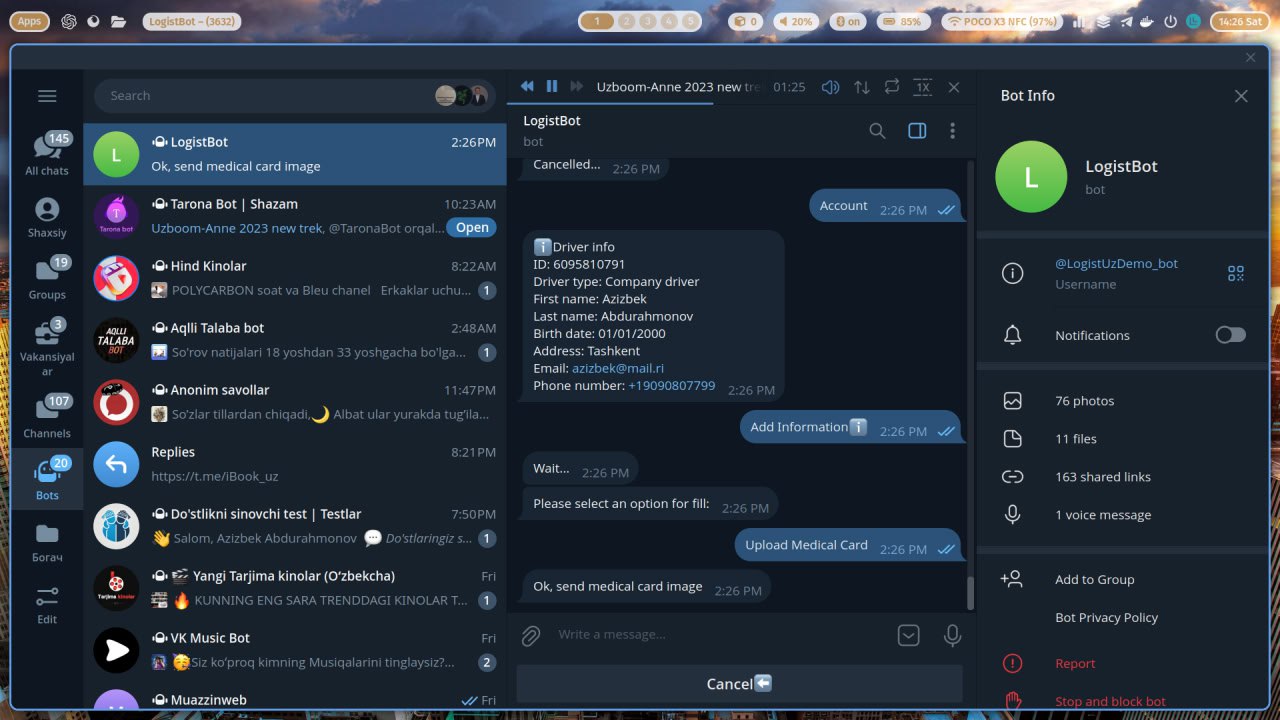 Apps
LogistBot – (3632)
1 2 3 4 5
0
20%
on
85%
POCO X3 NFC (97%)
14:26 Sat
145
All chats
Shaxsiy
19
Groups
3
Vakansiyal
ar
107
Channels
20
Bots
Богач
Edit
Search
L
LogistBot 2:26PM
Ok, send medical card image
Tarona bot
Tarona Bot | Shazam 10:23AM
Uzboom-Anne 2023 new trek, @TaronaBot orqal... Open
Hind Kinolar 8:22AM
POLYCARBON soat va Bleu chanel Erkaklar uchu... 1
AQLLI
TALABA
BOT
Aqlli Talaba bot 2:48AM
So'rov natijalari 18 yoshdan 33 yoshgacha bo'lga... 1
Anonim savollar 11:47PM
So'zlar tillardan chiqadi,🌙 Albat ular yurakda tug'ila...
Replies 8:21PM
https://t.me/iBook_uz
Do'stlikni sinovchi test | Testlar 7:50PM
👋 Salom, Azizbek Abdurahmonov 💬 Do'stlaringiz s... 1
Tarjima kinolar
🎬 Yangi Tarjima kinolar (O'zbekcha) Fri
🔥 KUNNING ENG SARA TRENDDAGI KINOLAR T... 1
VK Music Bot Fri
🥳Siz ko'proq kimning Musiqalarini tinglaysiz?... 2
Muazzinweb Fri
Uzboom-Anne 2023 new tre 01:25 1X
LogistBot
bot
Cancelled... 2:26 PM
Account 2:26 PM
ℹ️Driver info
ID: 6095810791
Driver type: Company driver
First name: Azizbek
Last name: Abdurahmonov
Birth date: 01/01/2000
Address: Tashkent
Email: azizbek@mail.ri
Phone number: +19090807799 2:26 PM
Add Informationℹ️ 2:26 PM
Wait... 2:26 PM
Please select an option for fill: 2:26 PM
Upload Medical Card 2:26 PM
Ok, send medical card image 2:26 PM
Write a message...
Cancel⬅️
Bot Info
L
LogistBot
bot
@LogistUzDemo_bot
Username
Notifications
76 photos
11 files
163 shared links
1 voice message
Add to Group
Bot Privacy Policy
Report
Stop and block bot